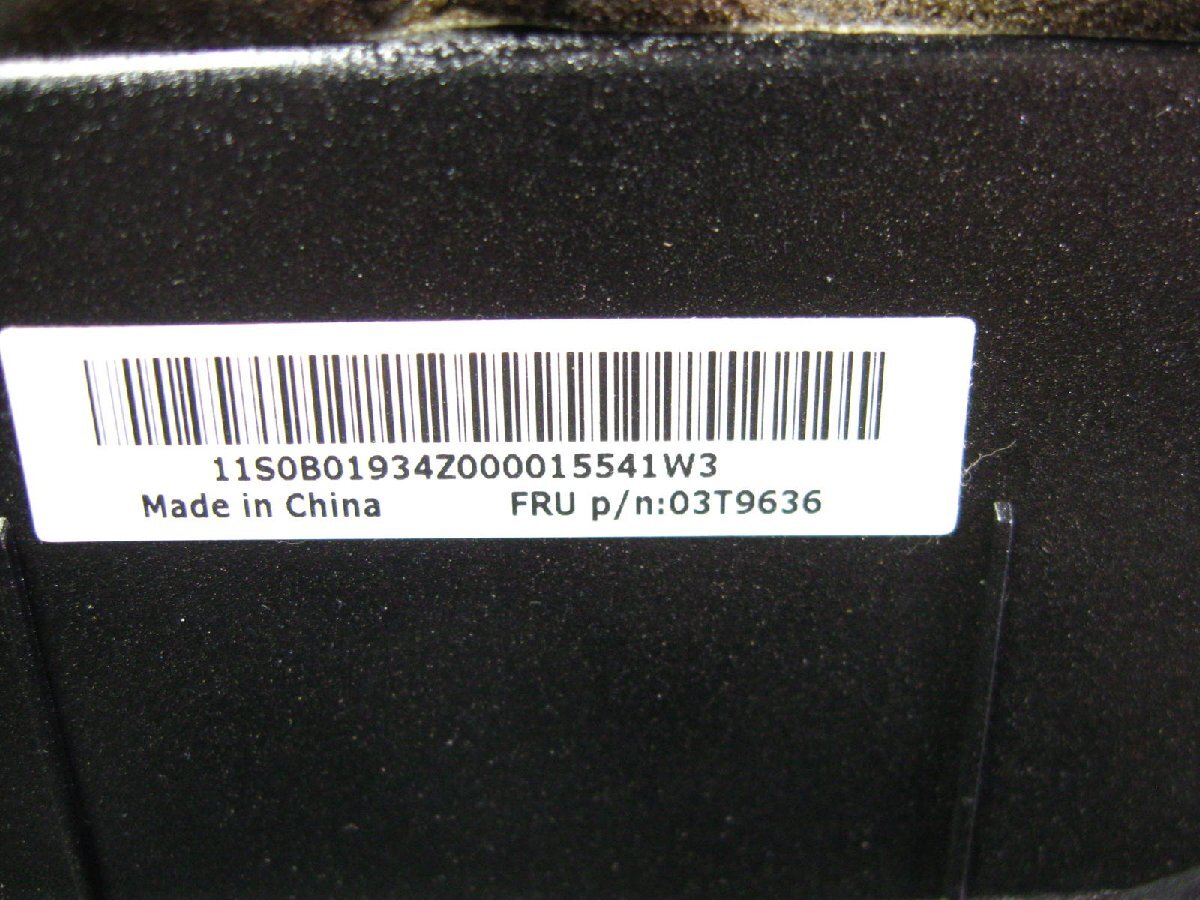 11S0B01934Z000015541W3
Made in China FRU p/n:03T9636